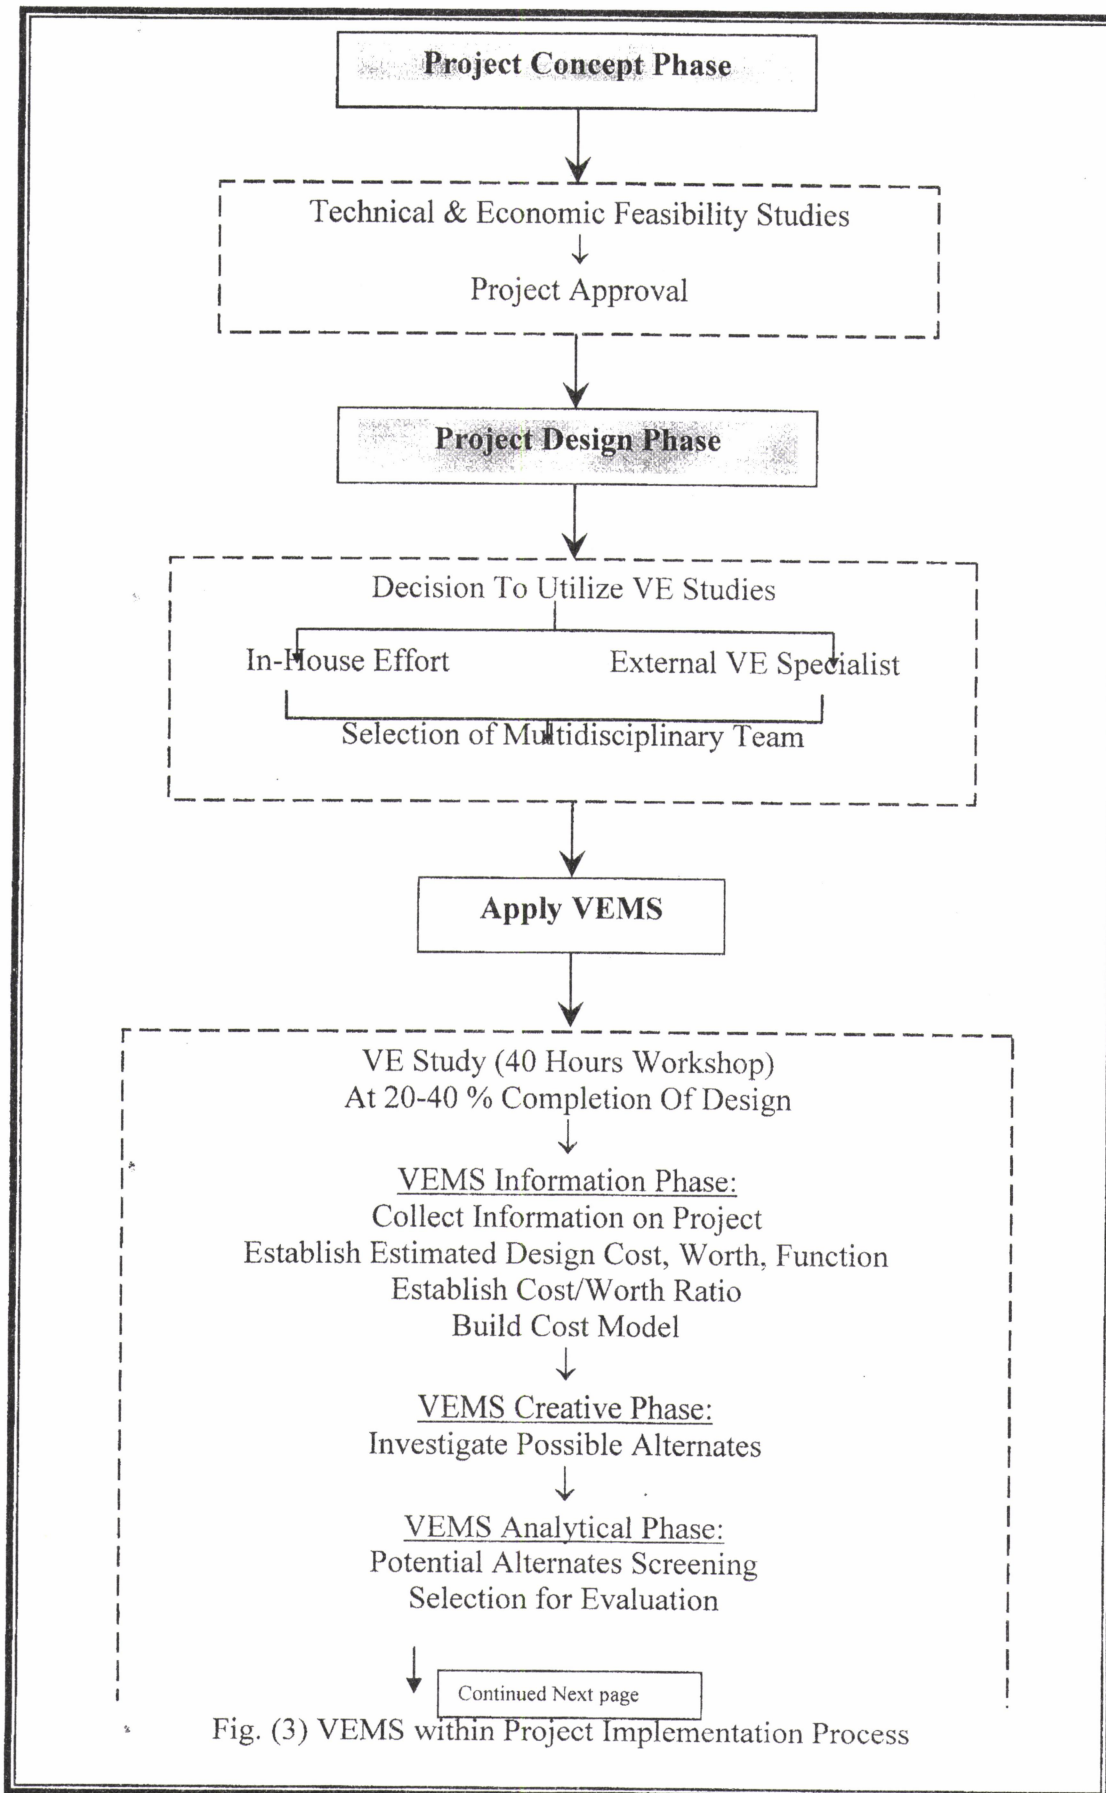 Project Concept Phase
Technical & Economic Feasibility Studies
Project Approval
Project Design Phase
Decision To Utilize VE Studies
In-House Effort
External VE Specialist
Selection of Multidisciplinary Team
Apply VEMS
VE Study (40 Hours Workshop)
At 20-40 % Completion Of Design
VEMS Information Phase:
Collect Information on Project
Establish Estimated Design Cost, Worth, Function
Establish Cost/Worth Ratio
Build Cost Model
VEMS Creative Phase:
Investigate Possible Alternates
VEMS Analytical Phase:
Potential Alternates Screening
Selection for Evaluation
Continued Next page
Fig. (3) VEMS within Project Implementation Process